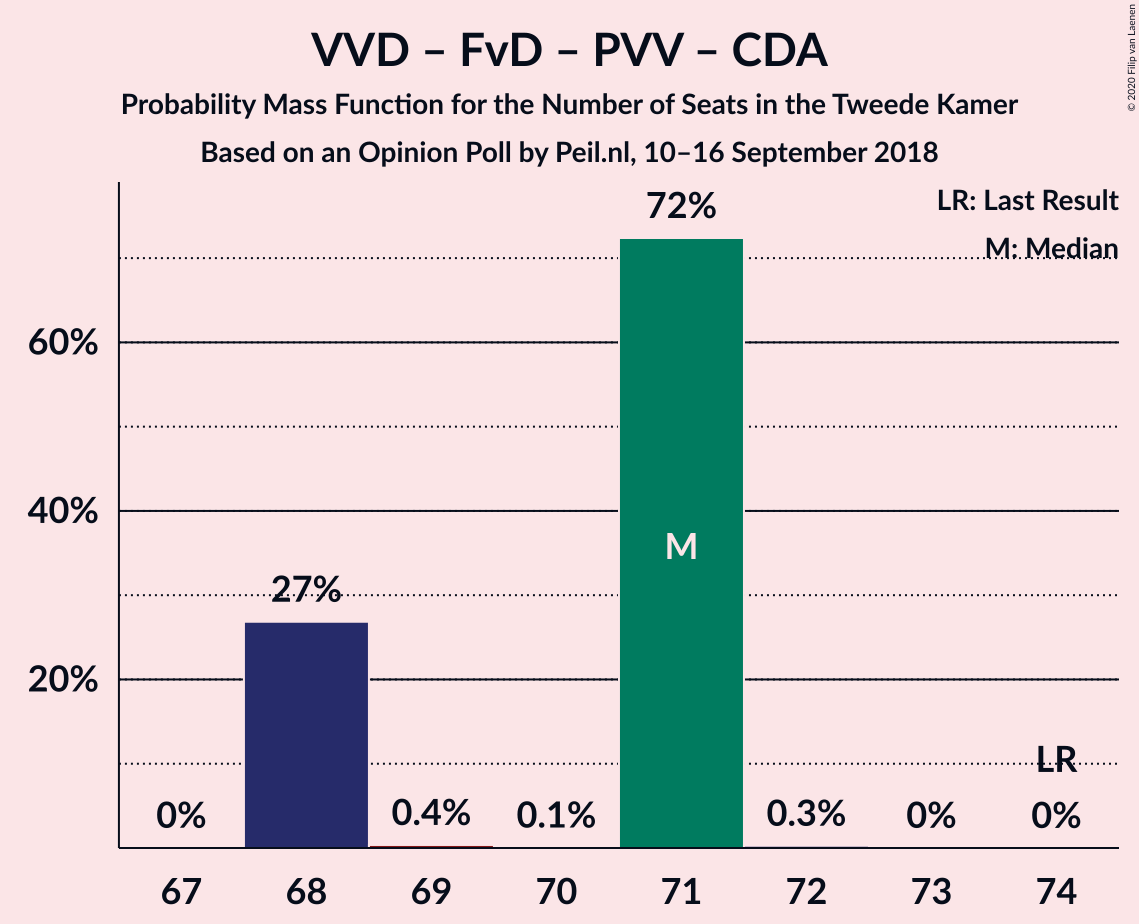 VVD – FvD – PVV – CDA
Probability Mass Function for the Number of Seats in the Tweede Kamer
Based on an Opinion Poll by Peil.nl, 10–16 September 2018
© 2020 Filip van Laenen
LR: Last Result
M: Median
72%
60%
M
40%
27%
20%
LR
0%
0.4%
0.1%
0.3%
0%
0%
67 68 69 70 71 72 73 74